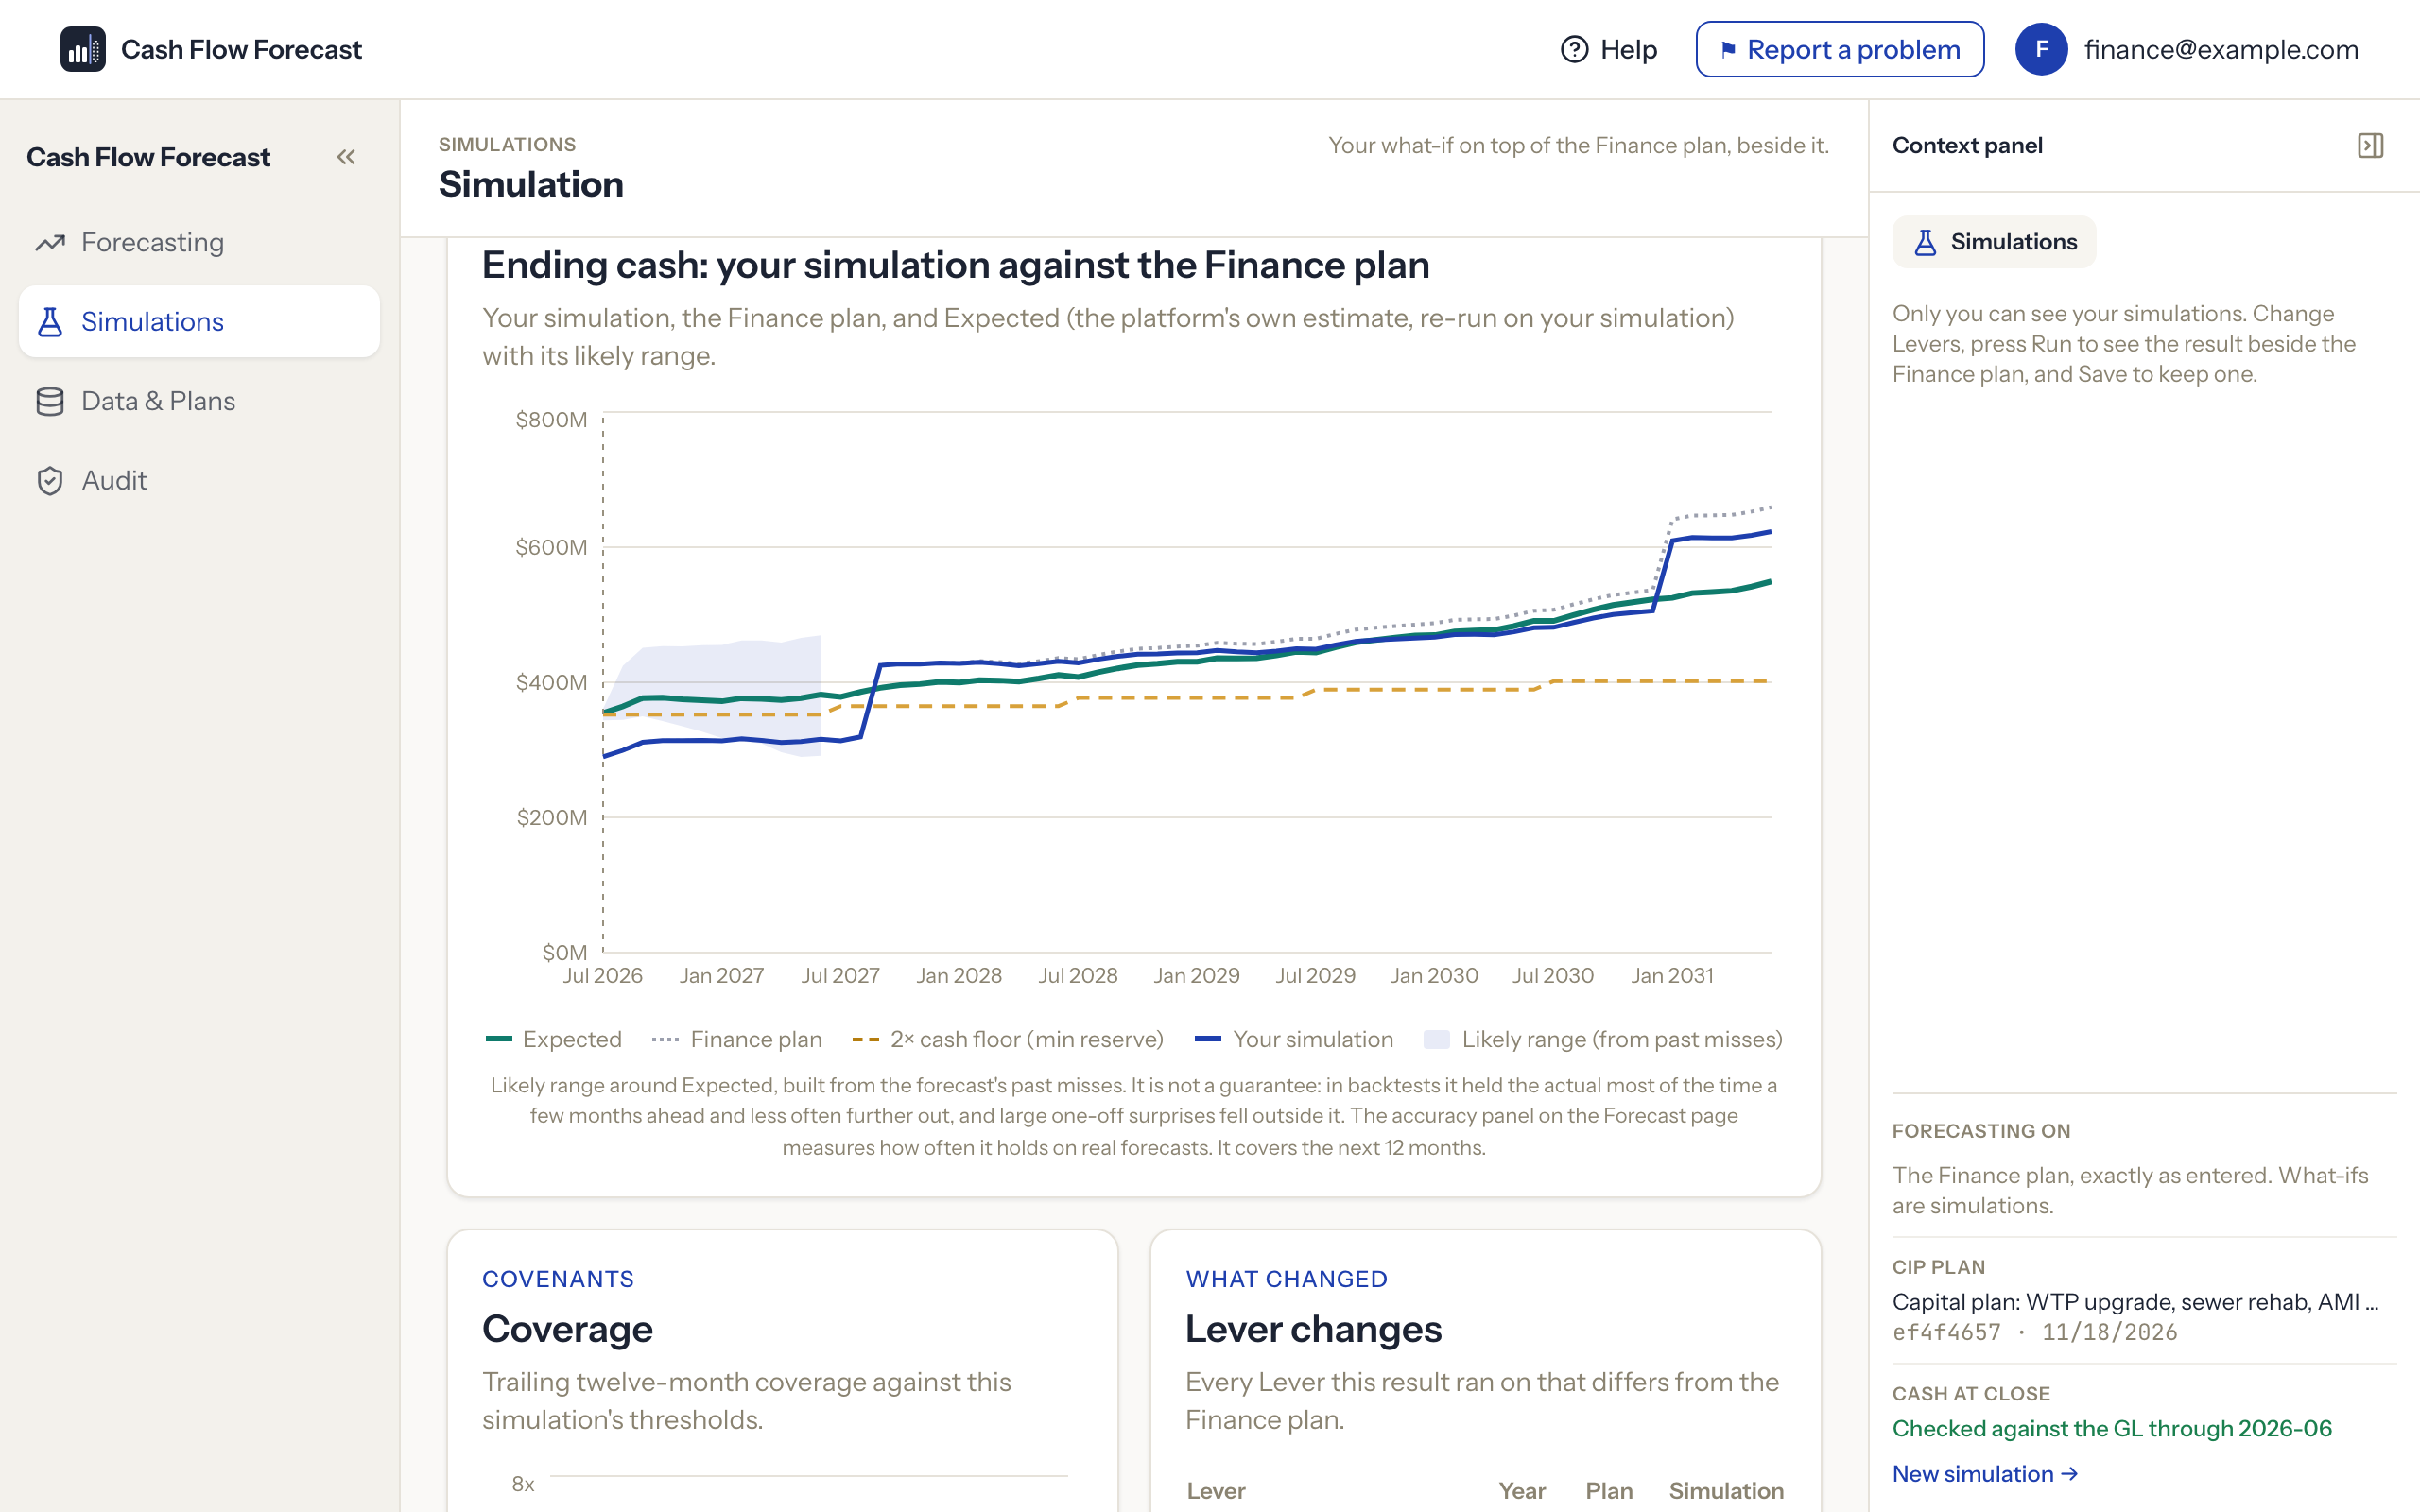 Cash Flow Forecast
Help
Report a problem
F
finance@example.com
Cash Flow Forecast
Forecasting
Simulations
Data & Plans
Audit
SIMULATIONS
Simulation
Your what-if on top of the Finance plan, beside it.
Ending cash: your simulation against the Finance plan
Your simulation, the Finance plan, and Expected (the platform's own estimate, re-run on your simulation)
with its likely range.
$800M
$600M
$400M
$200M
$0M
Jul 2026 Jan 2027 Jul 2027 Jan 2028 Jul 2028 Jan 2029 Jul 2029 Jan 2030 Jul 2030 Jan 2031
Expected Finance plan 2× cash floor (min reserve) Your simulation Likely range (from past misses)
Likely range around Expected, built from the forecast's past misses. It is not a guarantee: in backtests it held the actual most of the time a
few months ahead and less often further out, and large one-off surprises fell outside it. The accuracy panel on the Forecast page
measures how often it holds on real forecasts. It covers the next 12 months.
COVENANTS
Coverage
Trailing twelve-month coverage against this
simulation's thresholds.
8x
WHAT CHANGED
Lever changes
Every Lever this result ran on that differs from the
Finance plan.
Lever Year Plan Simulation
Context panel
Simulations
Only you can see your simulations. Change
Levers, press Run to see the result beside the
Finance plan, and Save to keep one.
FORECASTING ON
The Finance plan, exactly as entered. What-ifs
are simulations.
CIP PLAN
Capital plan: WTP upgrade, sewer rehab, AMI ...
ef4f4657 · 11/18/2026
CASH AT CLOSE
Checked against the GL through 2026-06
New simulation →